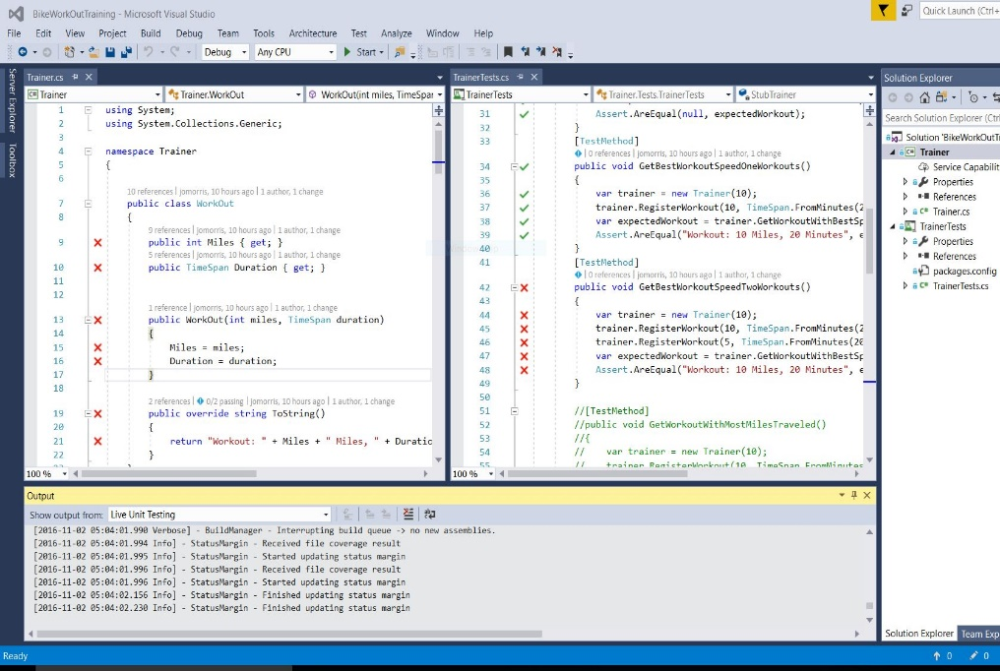 BikeWorkOutTraining - Microsoft Visual Studio
Quick Launch (Ctrl+
File Edit View Project Build Debug Team Tools Architecture Test Analyze Window Help
Debug Any CPU Start
Server Explorer
Toolbox
Trainer.cs
Trainer Trainer.WorkOut WorkOut(int miles, TimeSpar
1 using System;
2 using System.Collections.Generic;
3
4 namespace Trainer
5 {
6
10 references | jomorris, 10 hours ago | 1 author, 1 change
7 public class WorkOut
8 {
9 references | jomorris, 10 hours ago | 1 author, 1 change
9 public int Miles { get; }
5 references | jomorris, 10 hours ago | 1 author, 1 change
10 public TimeSpan Duration { get; }
11
12
1 reference | jomorris, 10 hours ago | 1 author, 1 change
13 public WorkOut(int miles, TimeSpan duration)
14 {
15 Miles = miles;
16 Duration = duration;
17 }
18
2 references | 0/2 passing | jomorris, 10 hours ago | 1 author, 1 change
19 public override string ToString()
20 {
21 return "Workout: " + Miles + " Miles, " + Duratic
22 }
100 %
TrainerTests.cs
TrainerTests Trainer.Tests.TrainerTests StubTrainer
31 Assert.AreEqual(null, expectedWorkout);
32 }
33 [TestMethod]
0 references | jomorris, 10 hours ago | 1 author, 1 change
34 public void GetBestWorkoutSpeedOneWorkouts()
35 {
36 var trainer = new Trainer(10);
37 trainer.RegisterWorkout(10, TimeSpan.FromMinutes(2
38 var expectedWorkout = trainer.GetWorkoutWithBestSp
39 Assert.AreEqual("Workout: 10 Miles, 20 Minutes", e
40 }
41 [TestMethod]
0 references | jomorris, 10 hours ago | 1 author, 1 change
42 public void GetBestWorkoutSpeedTwoWorkouts()
43 {
44 var trainer = new Trainer(10);
45 trainer.RegisterWorkout(10, TimeSpan.FromMinutes(2
46 trainer.RegisterWorkout(5, TimeSpan.FromMinutes(20
47 var expectedWorkout = trainer.GetWorkoutWithBestSp
48 Assert.AreEqual("Workout: 10 Miles, 20 Minutes", e
49 }
50
51 //[TestMethod]
52 //public void GetWorkoutWithMostMilesTraveled()
53 //{
54 // var trainer = new Trainer(10);
55 // trainer.RegisterWorkout(10, TimeSpan.FromMinutes
100 %
Solution Explorer
Search Solution Explorer (Ctrl
Solution 'BikeWorkOutTr
Trainer
Service Capabilit
Properties
References
Trainer.cs
TrainerTests
Properties
References
packages.config
TrainerTests.cs
Solution Explorer Team Exp
Output
Show output from: Live Unit Testing
[2016-11-02 05:04:01.990 Verbose] - BuildManager - Interrupting build queue -> no new assemblies.
[2016-11-02 05:04:01.994 Info] - StatusMargin - Received file coverage result
[2016-11-02 05:04:01.995 Info] - StatusMargin - Started updating status margin
[2016-11-02 05:04:01.996 Info] - StatusMargin - Received file coverage result
[2016-11-02 05:04:01.996 Info] - StatusMargin - Started updating status margin
[2016-11-02 05:04:02.156 Info] - StatusMargin - Finished updating status margin
[2016-11-02 05:04:02.230 Info] - StatusMargin - Finished updating status margin
Ready 0 0